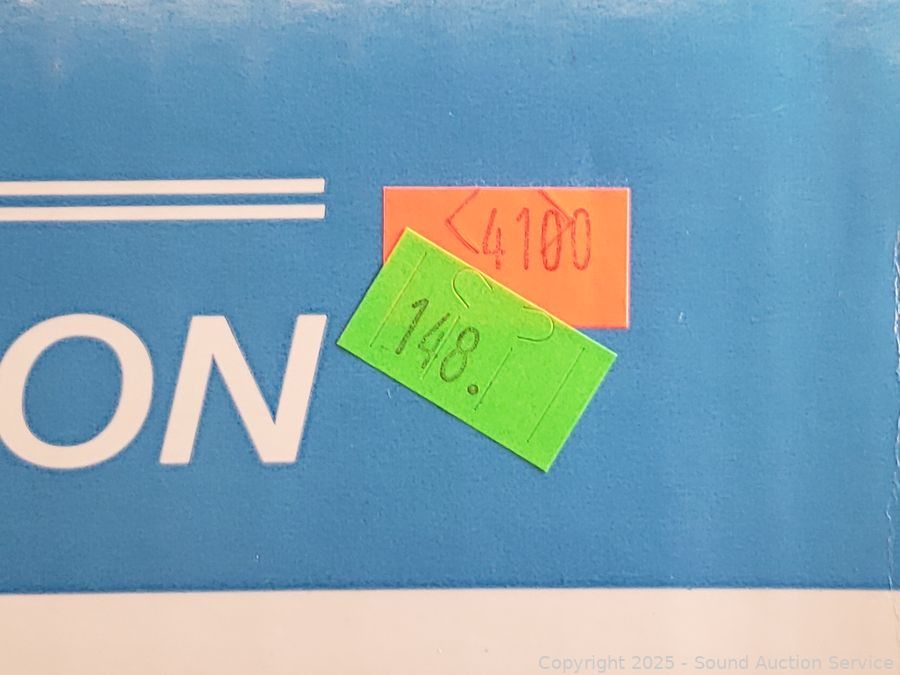 4100
148.
ON
Copyright 2025 - Sound Auction Service